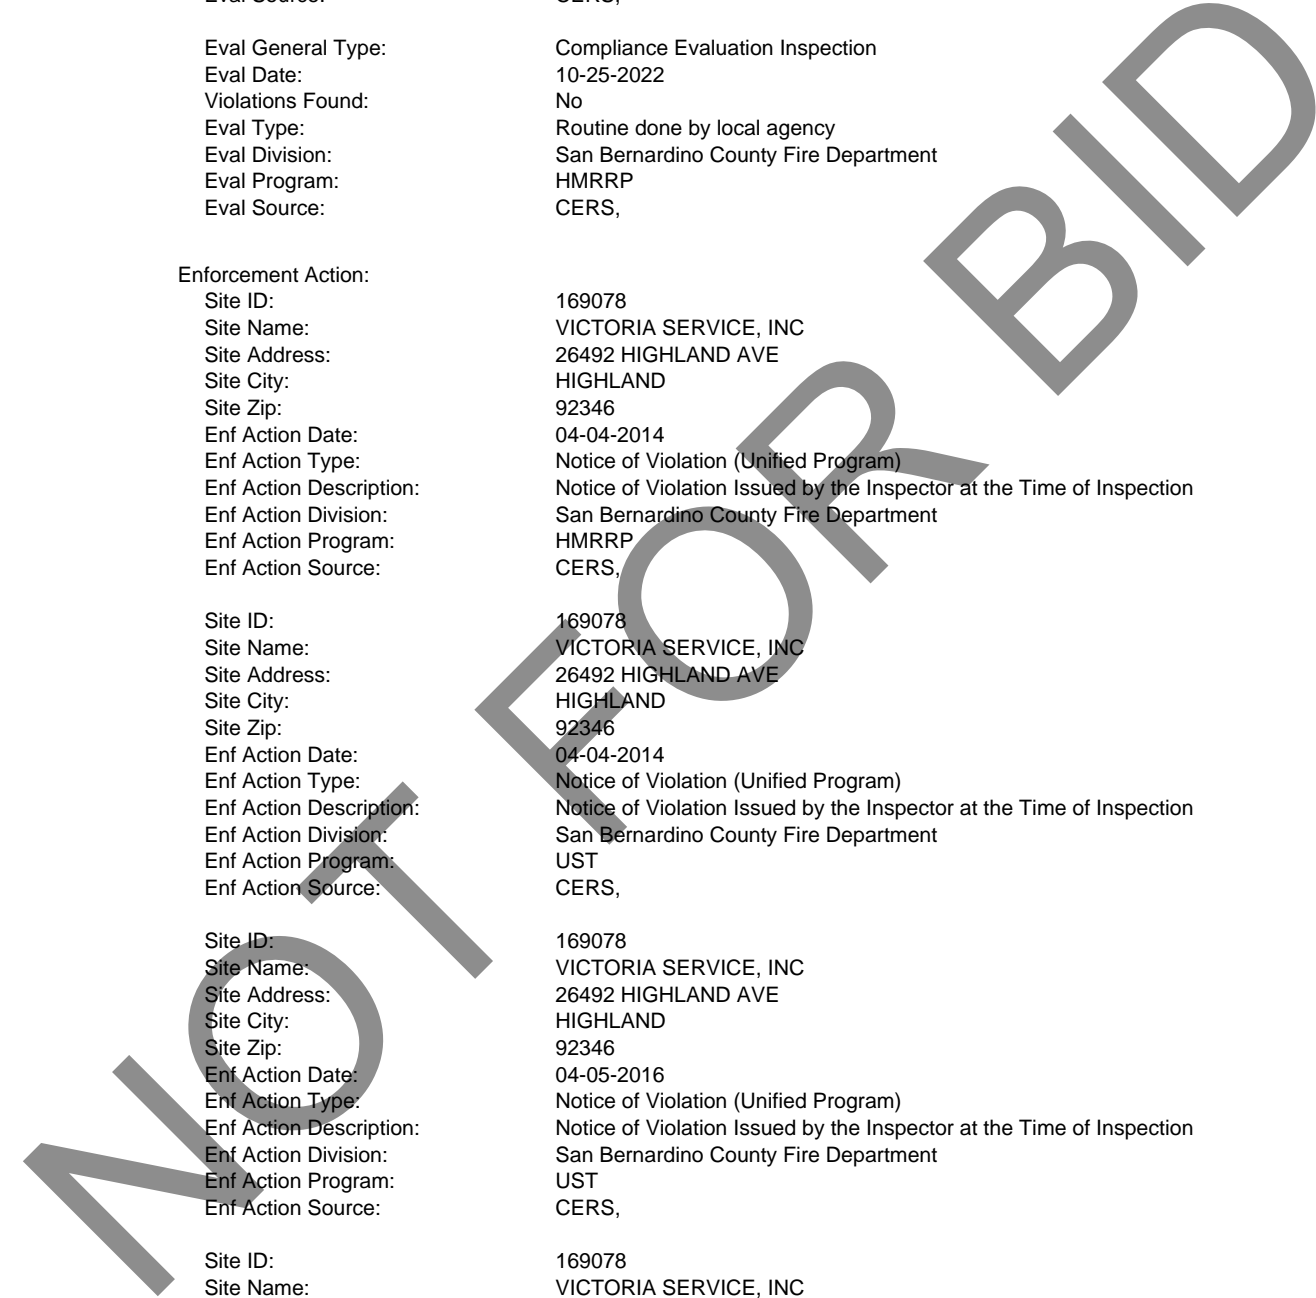 Eval General Type: Compliance Evaluation Inspection
Eval Date: 10-25-2022
Violations Found: No
Eval Type: Routine done by local agency
Eval Division: San Bernardino County Fire Department
Eval Program: HMRRP
Eval Source: CERS,
Enforcement Action:
Site ID: 169078
Site Name: VICTORIA SERVICE, INC
Site Address: 26492 HIGHLAND AVE
Site City: HIGHLAND
Site Zip: 92346
Enf Action Date: 04-04-2014
Enf Action Type: Notice of Violation (Unified Program)
Enf Action Description: Notice of Violation Issued by the Inspector at the Time of Inspection
Enf Action Division: San Bernardino County Fire Department
Enf Action Program: HMRRP
Enf Action Source: CERS,
Site ID: 169078
Site Name: VICTORIA SERVICE, INC
Site Address: 26492 HIGHLAND AVE
Site City: HIGHLAND
Site Zip: 92346
Enf Action Date: 04-04-2014
Enf Action Type: Notice of Violation (Unified Program)
Enf Action Description: Notice of Violation Issued by the Inspector at the Time of Inspection
Enf Action Division: San Bernardino County Fire Department
Enf Action Program: UST
Enf Action Source: CERS,
Site ID: 169078
Site Name: VICTORIA SERVICE, INC
Site Address: 26492 HIGHLAND AVE
Site City: HIGHLAND
Site Zip: 92346
Enf Action Date: 04-05-2016
Enf Action Type: Notice of Violation (Unified Program)
Enf Action Description: Notice of Violation Issued by the Inspector at the Time of Inspection
Enf Action Division: San Bernardino County Fire Department
Enf Action Program: UST
Enf Action Source: CERS,
Site ID: 169078
Site Name: VICTORIA SERVICE, INC
NOT FOR BID